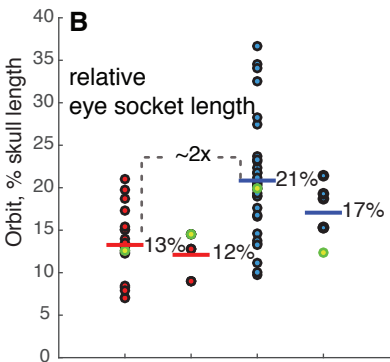 B
relative
eye socket length
Orbit, % skull length
40
35
30
25
20
15
10
5
0
~2x
13%
12%
21%
17%